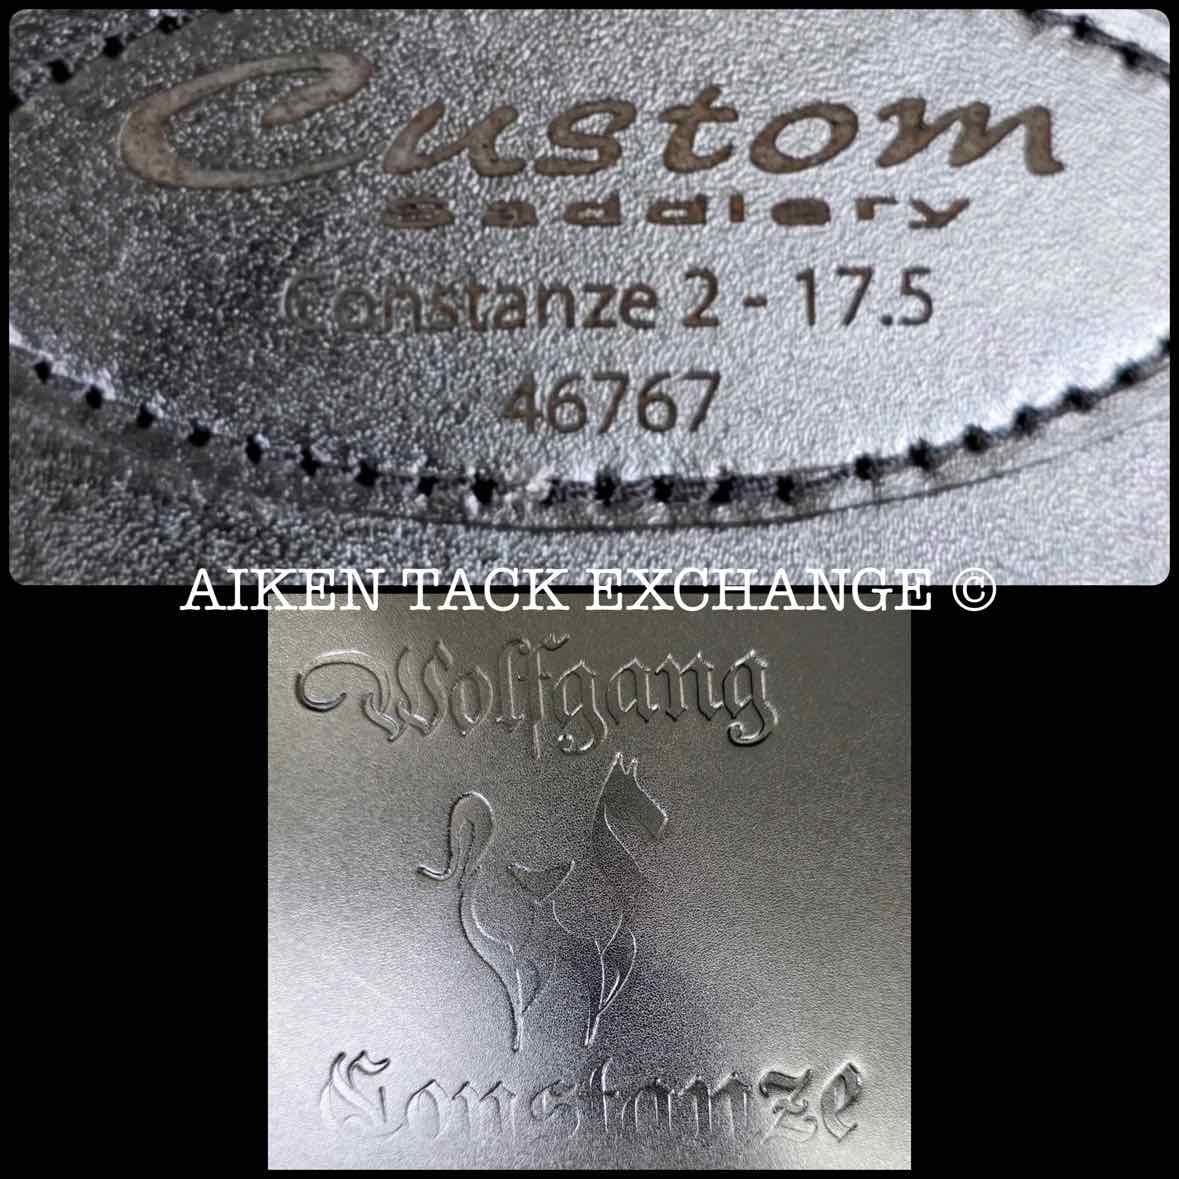 Custom
Saddlery
Constanze 2 - 17.5
46767
AIKEN TACK EXCHANGE ©
Wolfgang
Constanze